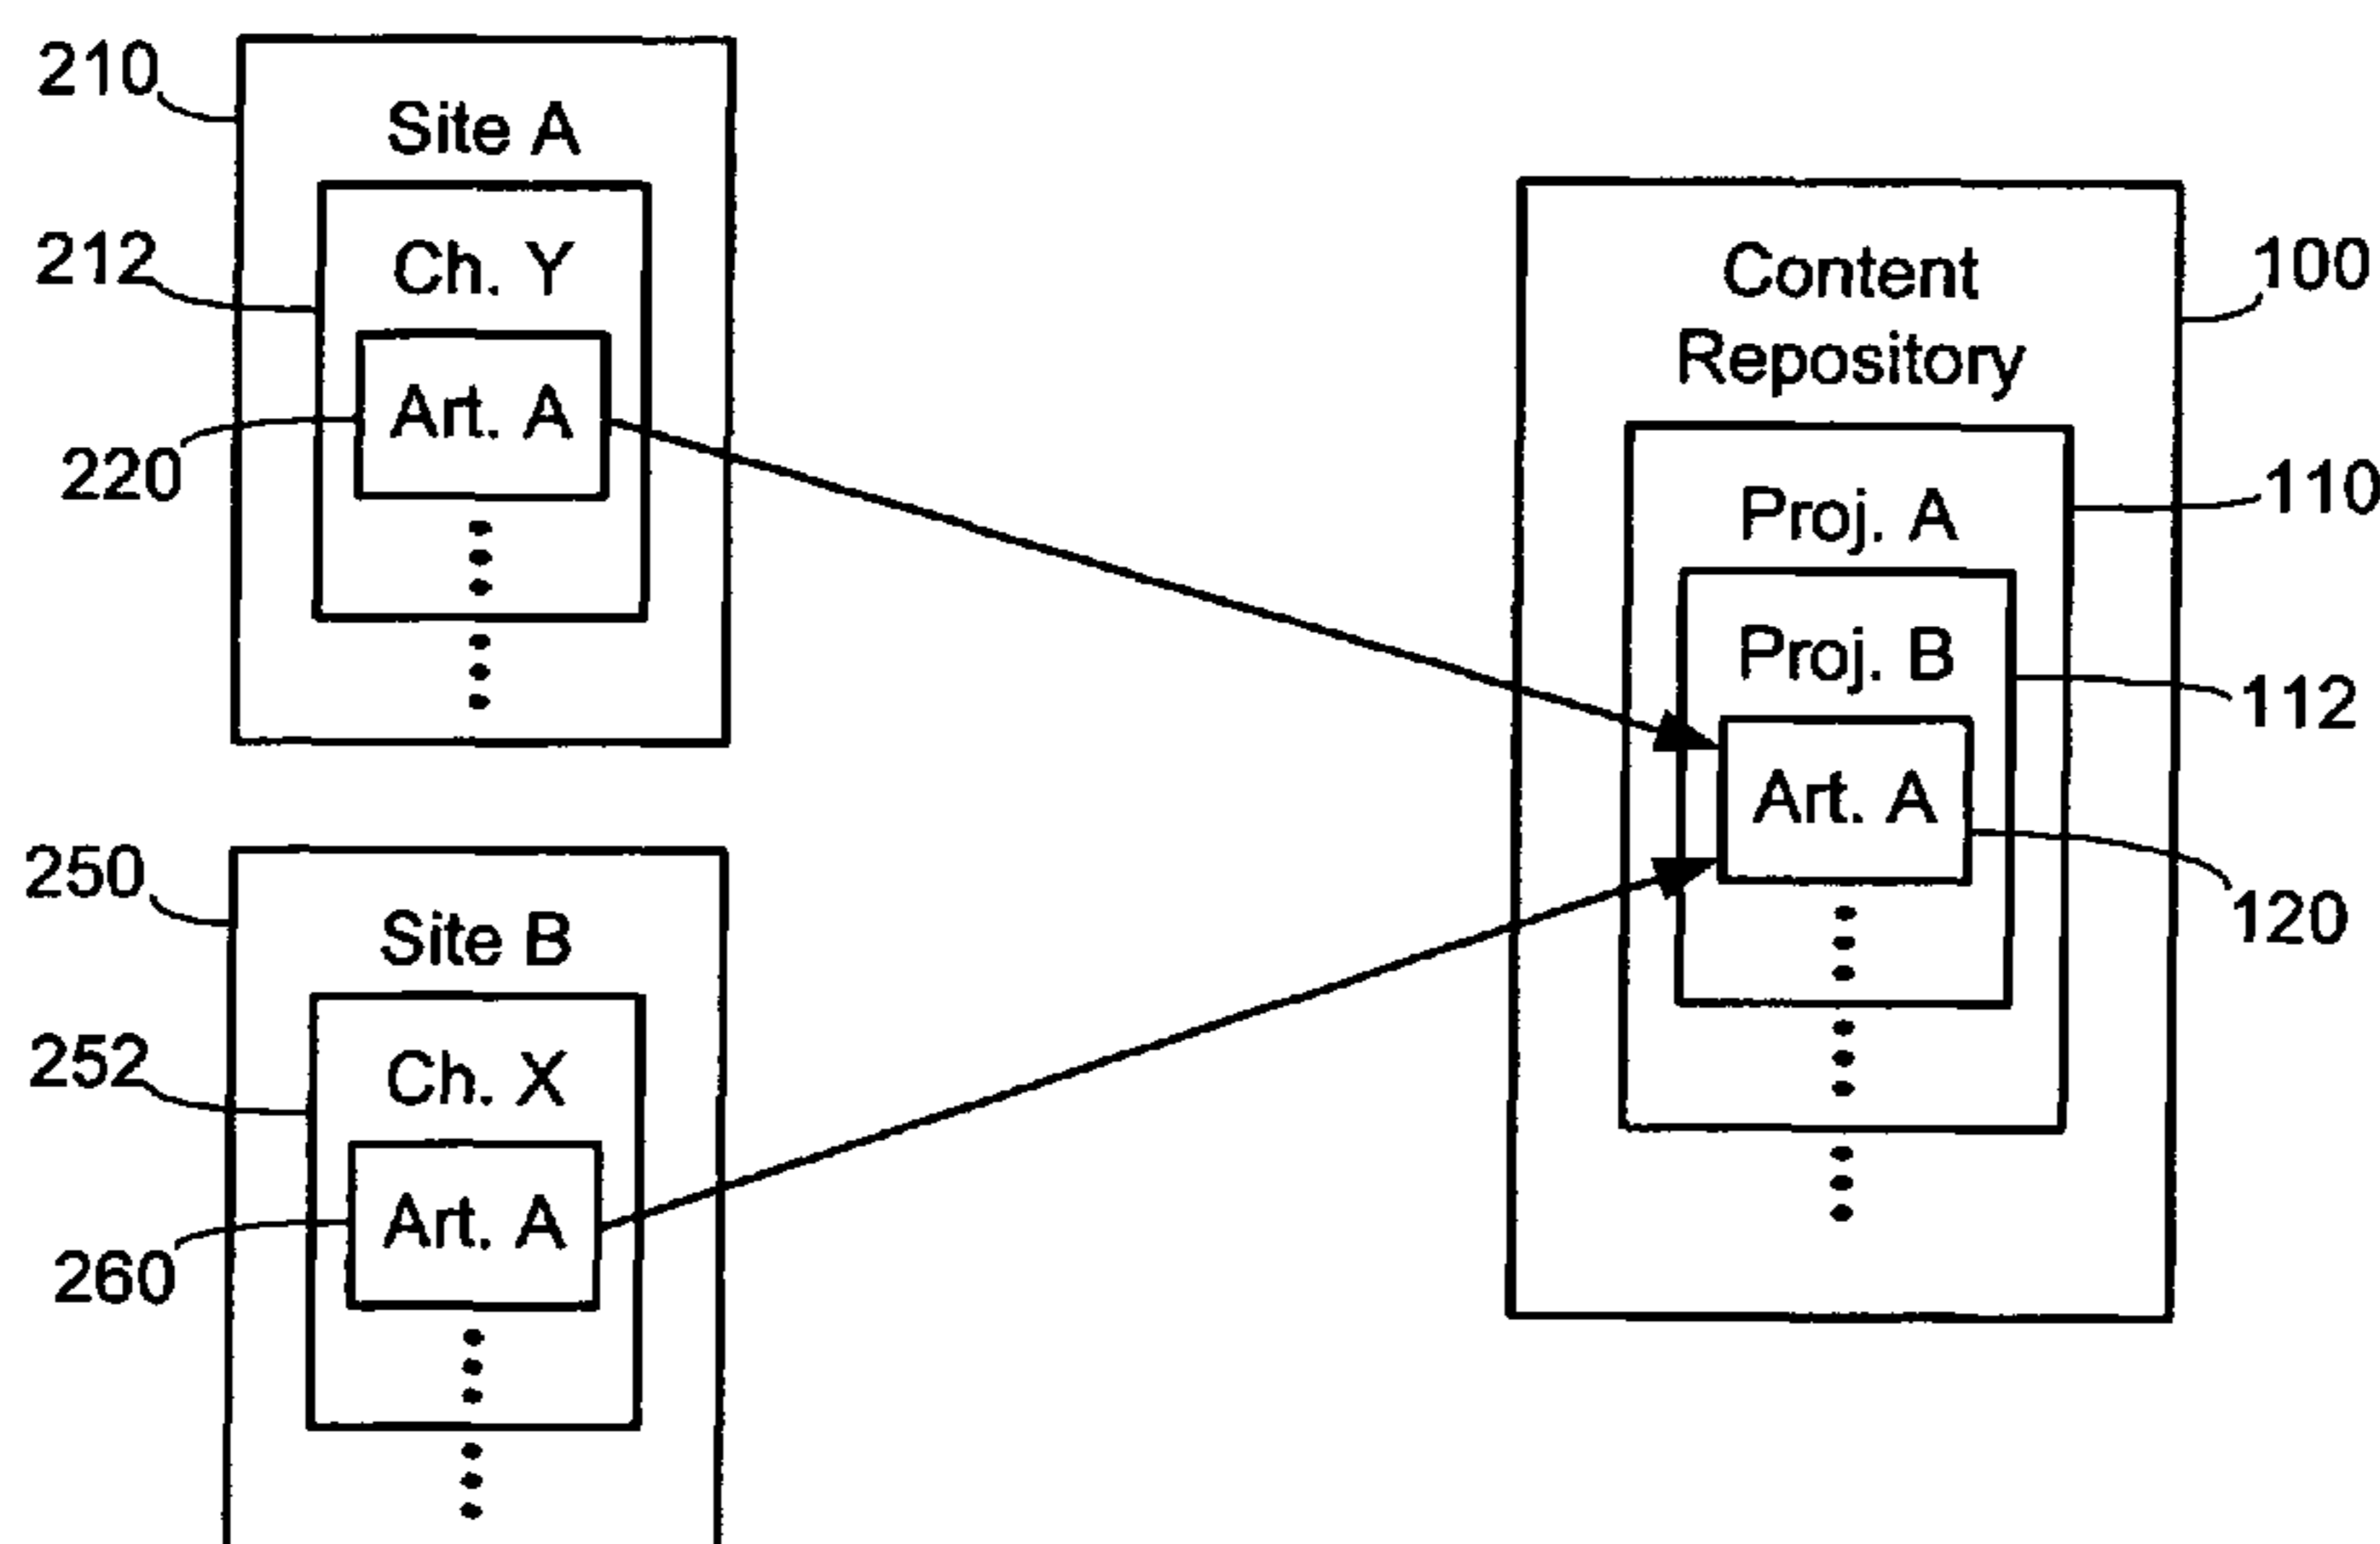 210
Site A
212
Ch. Y
Art. A
220
250
Site B
252
Ch. X
Art. A
260
Content
Repository
100
Proj. A
110
Proj. B
112
Art. A
120